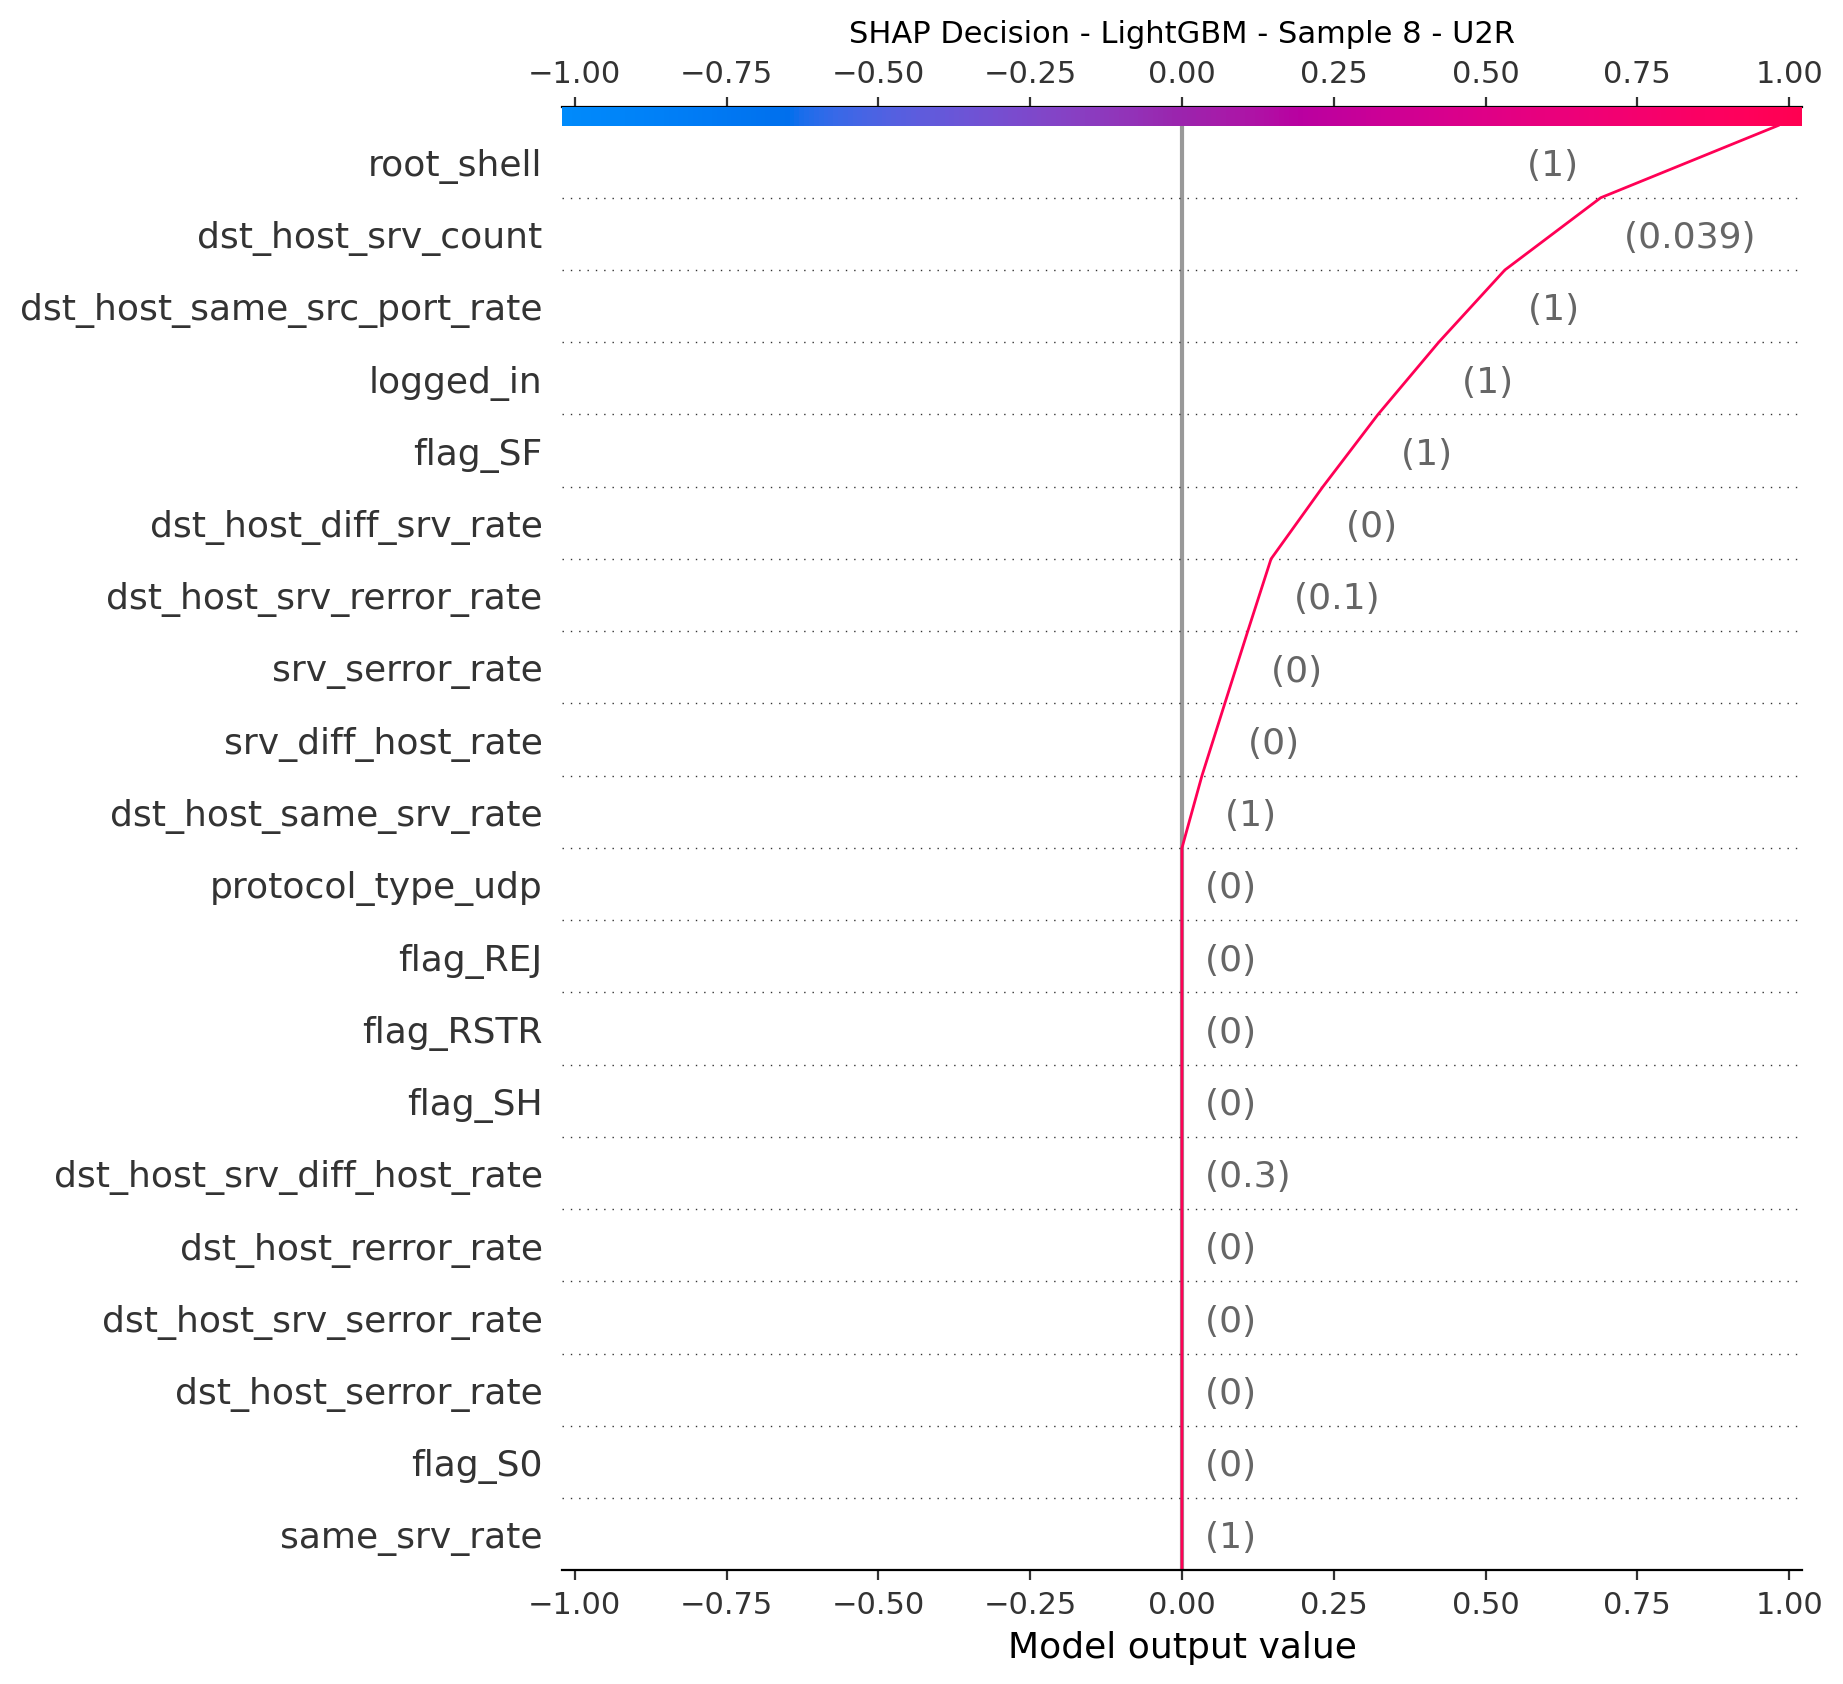 SHAP Decision - LightGBM - Sample 8 - U2R
−1.00 −0.75 −0.50 −0.25 0.00 0.25 0.50 0.75 1.00
root_shell (1)
dst_host_srv_count (0.039)
dst_host_same_src_port_rate (1)
logged_in (1)
flag_SF (1)
dst_host_diff_srv_rate (0)
dst_host_srv_rerror_rate (0.1)
srv_serror_rate (0)
srv_diff_host_rate (0)
dst_host_same_srv_rate (1)
protocol_type_udp (0)
flag_REJ (0)
flag_RSTR (0)
flag_SH (0)
dst_host_srv_diff_host_rate (0.3)
dst_host_rerror_rate (0)
dst_host_srv_serror_rate (0)
dst_host_serror_rate (0)
flag_S0 (0)
same_srv_rate (1)
−1.00 −0.75 −0.50 −0.25 0.00 0.25 0.50 0.75 1.00
Model output value